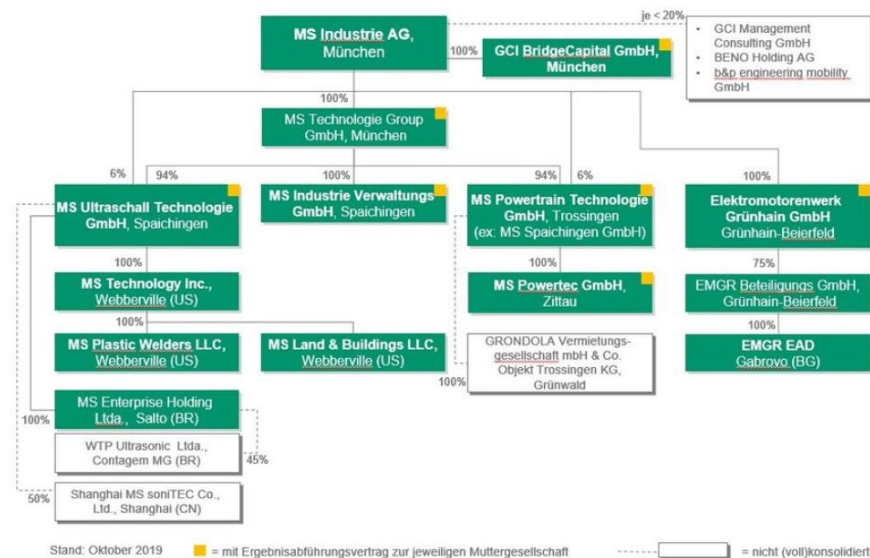 MS Industrie AG,
München
je < 20%
• GCI Management
Consulting GmbH
• BENO Holding AG
• b&p engineering mobility
GmbH
100%
GCI BridgeCapital GmbH,
München
100%
MS Technologie Group
GmbH, München
6%
94%
100%
94%
6%
100%
MS Ultraschall Technologie
GmbH, Spaichingen
MS Industrie Verwaltungs
GmbH, Spaichingen
MS Powertrain Technologie
GmbH, Trossingen
(ex: MS Spaichingen GmbH)
Elektromotorenwerk
Grünhain GmbH
Grünhain-Beierfeld
100%
100%
75%
MS Technology Inc.,
Webberville (US)
MS Powertec GmbH,
Zittau
EMGR Beteiligungs GmbH,
Grünhain-Beierfeld
100%
100%
MS Plastic Welders LLC,
Webberville (US)
MS Land & Buildings LLC,
Webberville (US)
GRONDOLA Vermietungs-
gesellschaft mbH & Co.
Objekt Trossingen KG,
Grünwald
100%
EMGR EAD
Gabrovo (BG)
MS Enterprise Holding
Ltda., Salto (BR)
100%
WTP Ultrasonic Ltda.,
Contagem MG (BR)
45%
Shanghai MS soniTEC Co.,
Ltd., Shanghai (CN)
50%
Stand: Oktober 2019
= mit Ergebnisabführungsvertrag zur jeweiligen Muttergesellschaft
= nicht (voll)konsolidiert